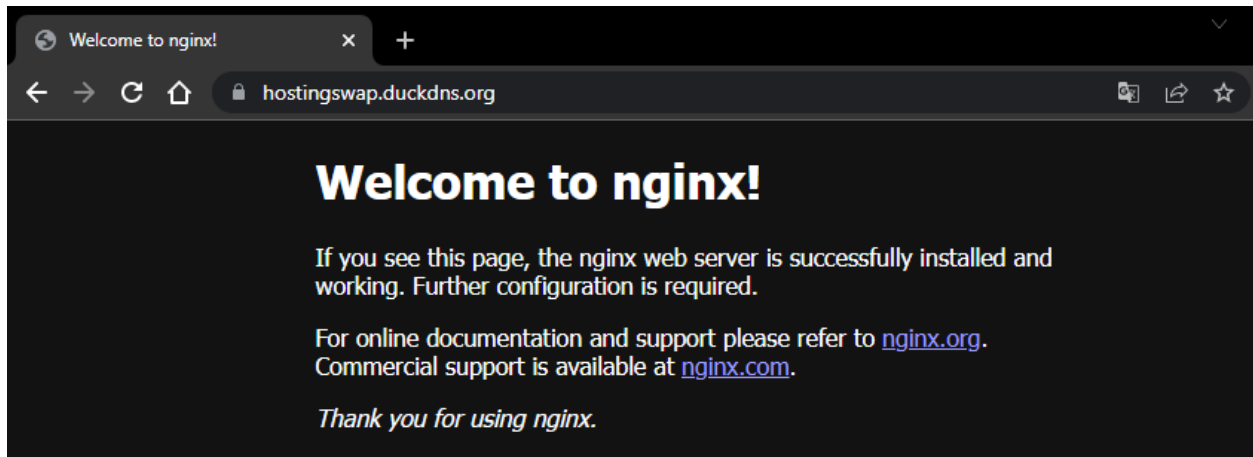 Welcome to nginx!
hostingswap.duckdns.org
Welcome to nginx!
If you see this page, the nginx web server is successfully installed and
working. Further configuration is required.
For online documentation and support please refer to nginx.org.
Commercial support is available at nginx.com.
Thank you for using nginx.